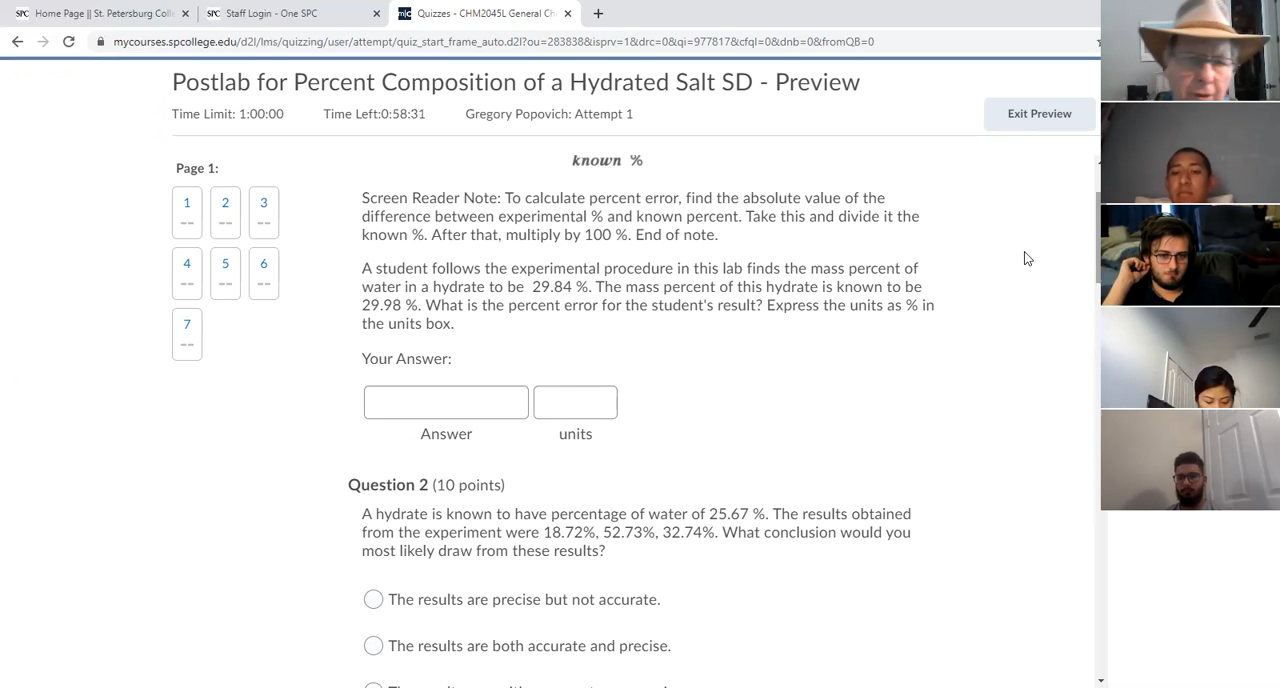 SPC Home Page || St. Petersburg Coll
SPC Staff Login - One SPC
Quizzes - CHM2045L General Ch
mycourses.spcollege.edu/d2l/lms/quizzing/user/attempt/quiz_start_frame_auto.d2l?ou=283838&isprv=1&drc=0&qi=977817&cfql=0&dnb=0&fromQB=0
Postlab for Percent Composition of a Hydrated Salt SD - Preview
Time Limit: 1:00:00 Time Left:0:58:31 Gregory Popovich: Attempt 1
Exit Preview
Page 1:
1 2 3
-- -- --
4 5 6
-- -- --
7
--
known %
Screen Reader Note: To calculate percent error, find the absolute value of the
difference between experimental % and known percent. Take this and divide it the
known %. After that, multiply by 100 %. End of note.
A student follows the experimental procedure in this lab finds the mass percent of
water in a hydrate to be 29.84 %. The mass percent of this hydrate is known to be
29.98 %. What is the percent error for the student's result? Express the units as % in
the units box.
Your Answer:
Answer units
Question 2 (10 points)
A hydrate is known to have percentage of water of 25.67 %. The results obtained
from the experiment were 18.72%, 52.73%, 32.74%. What conclusion would you
most likely draw from these results?
The results are precise but not accurate.
The results are both accurate and precise.